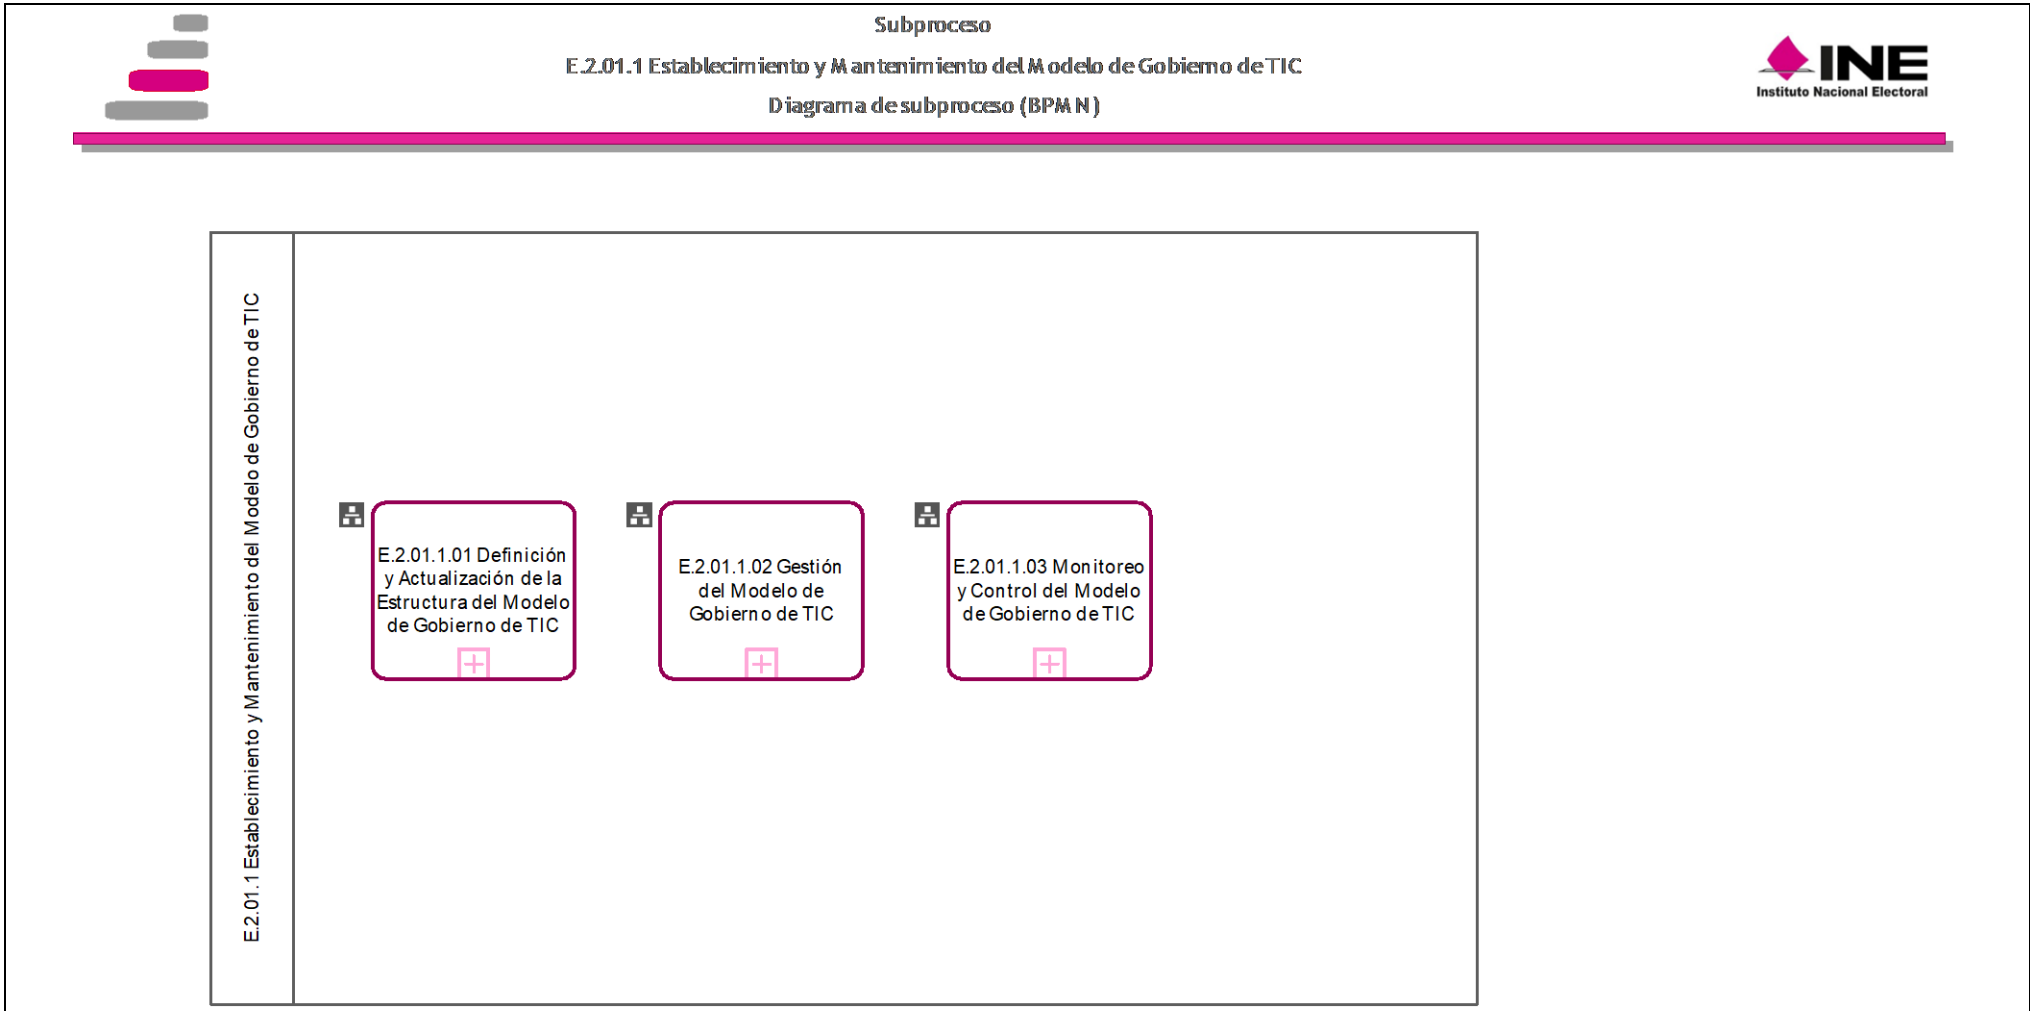 Subproceso
E.2.01.1 Establecimiento y Mantenimiento del Modelo de Gobierno de TIC
Diagrama de subproceso (BPMN)
INE
Instituto Nacional Electoral
E.2.01.1 Establecimiento y Mantenimiento del Modelo de Gobierno de TIC
E.2.01.1.01 Definición
y Actualización de la
Estructura del Modelo
de Gobierno de TIC
E.2.01.1.02 Gestión
del Modelo de
Gobierno de TIC
E.2.01.1.03 Monitoreo
y Control del Modelo
de Gobierno de TIC